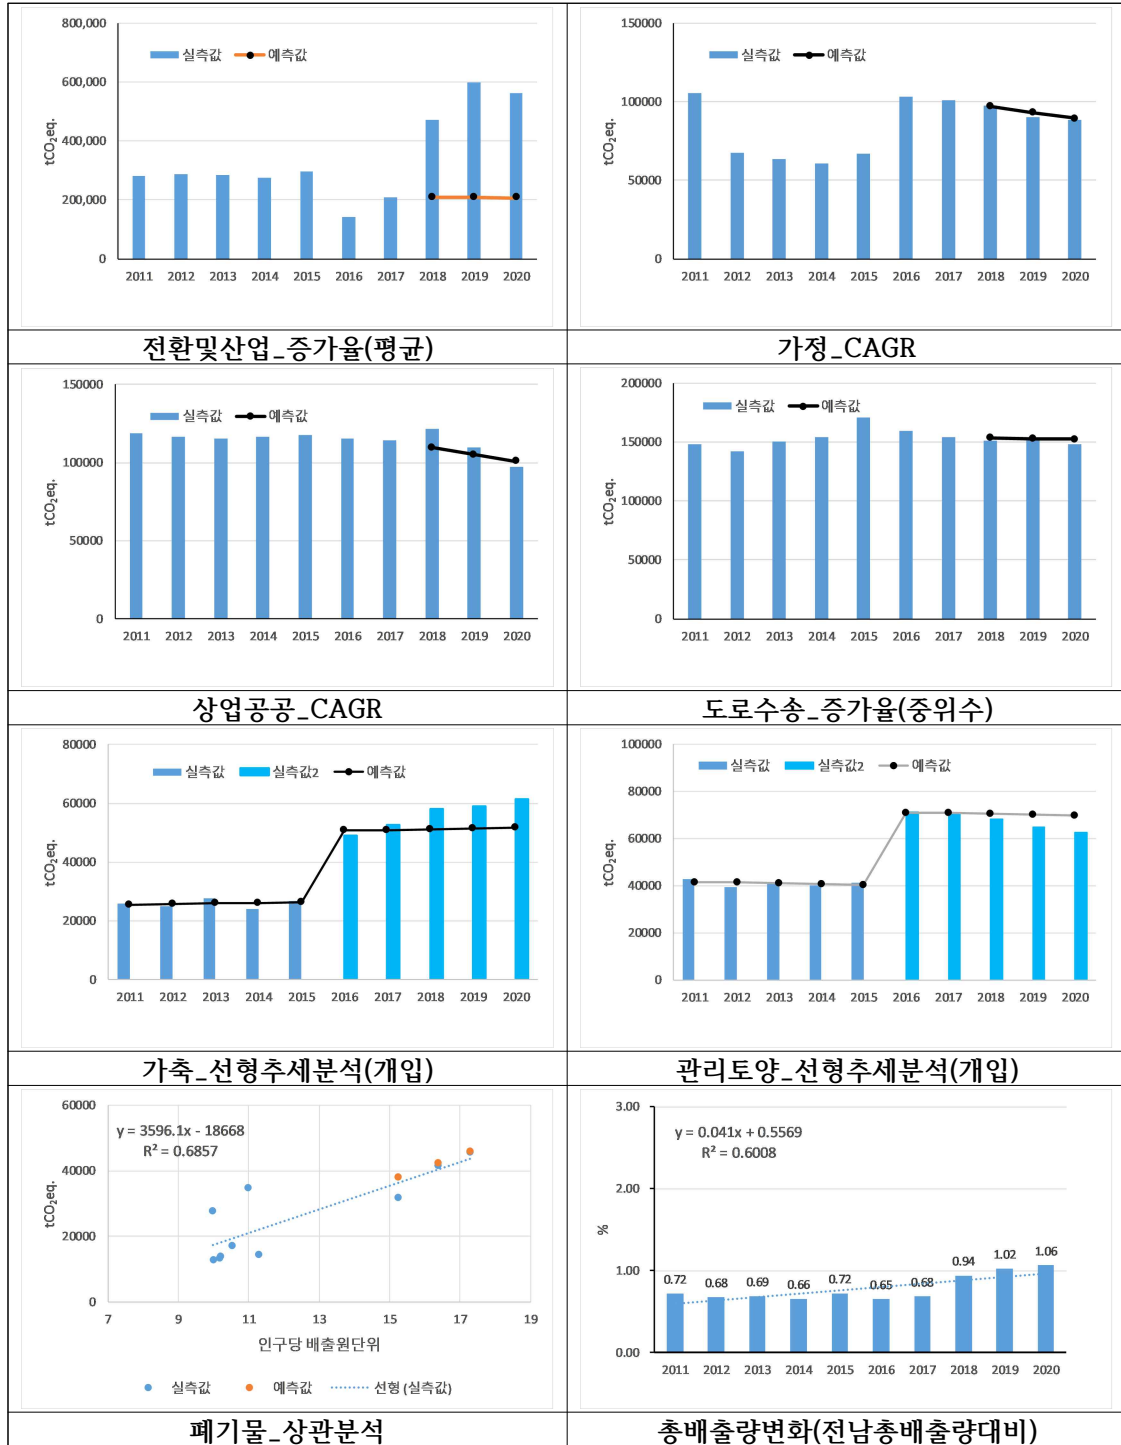 800,000
600,000
400,000
200,000
0
tCO₂eq.
실측값 예측값
2011 2012 2013 2014 2015 2016 2017 2018 2019 2020
전환및산업_증가율(평균)
150000
100000
50000
0
tCO₂eq.
실측값 예측값
2011 2012 2013 2014 2015 2016 2017 2018 2019 2020
가정_CAGR
150000
100000
50000
0
tCO₂eq.
실측값 예측값
2011 2012 2013 2014 2015 2016 2017 2018 2019 2020
상업공공_CAGR
200000
150000
100000
50000
0
tCO₂eq.
실측값 예측값
2011 2012 2013 2014 2015 2016 2017 2018 2019 2020
도로수송_증가율(중위수)
80000
60000
40000
20000
0
tCO₂eq.
실측값 실측값2 예측값
2011 2012 2013 2014 2015 2016 2017 2018 2019 2020
가축_선형추세분석(개입)
100000
80000
60000
40000
20000
0
tCO₂eq.
실측값 실측값2 예측값
2011 2012 2013 2014 2015 2016 2017 2018 2019 2020
관리토양_선형추세분석(개입)
60000
40000
20000
0
tCO₂eq.
y = 3596.1x - 18668
R² = 0.6857
7 9 11 13 15 17 19
인구당 배출원단위
실측값 예측값 선형 (실측값)
폐기물_상관분석
3.00
2.00
1.00
0.00
%
y = 0.041x + 0.5569
R² = 0.6008
0.72 0.68 0.69 0.66 0.72 0.65 0.68 0.94 1.02 1.06
2011 2012 2013 2014 2015 2016 2017 2018 2019 2020
총배출량변화(전남총배출량대비)